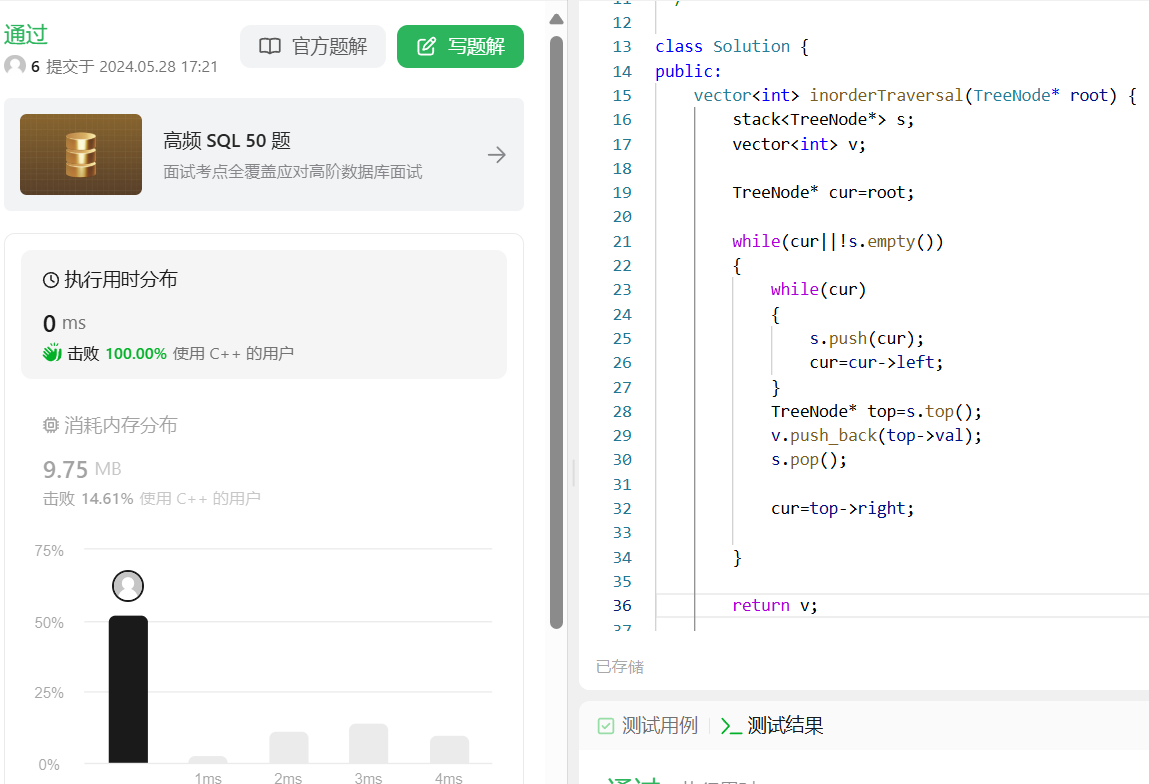 通过
6 提交于 2024.05.28 17:21
官方题解
写题解
高频 SQL 50 题
面试考点全覆盖应对高阶数据库面试
执行用时分布
0 ms
击败 100.00% 使用 C++ 的用户
消耗内存分布
9.75 MB
击败 14.61% 使用 C++ 的用户
75%
50%
25%
0%
1ms 2ms 3ms 4ms
11
12
13 class Solution {
14 public:
15 vector<int> inorderTraversal(TreeNode* root) {
16 stack<TreeNode*> s;
17 vector<int> v;
18
19 TreeNode* cur=root;
20
21 while(cur||!s.empty())
22 {
23 while(cur)
24 {
25 s.push(cur);
26 cur=cur->left;
27 }
28 TreeNode* top=s.top();
29 v.push_back(top->val);
30 s.pop();
31
32 cur=top->right;
33
34 }
35
36 return v;
37
已存储
测试用例
测试结果
通过